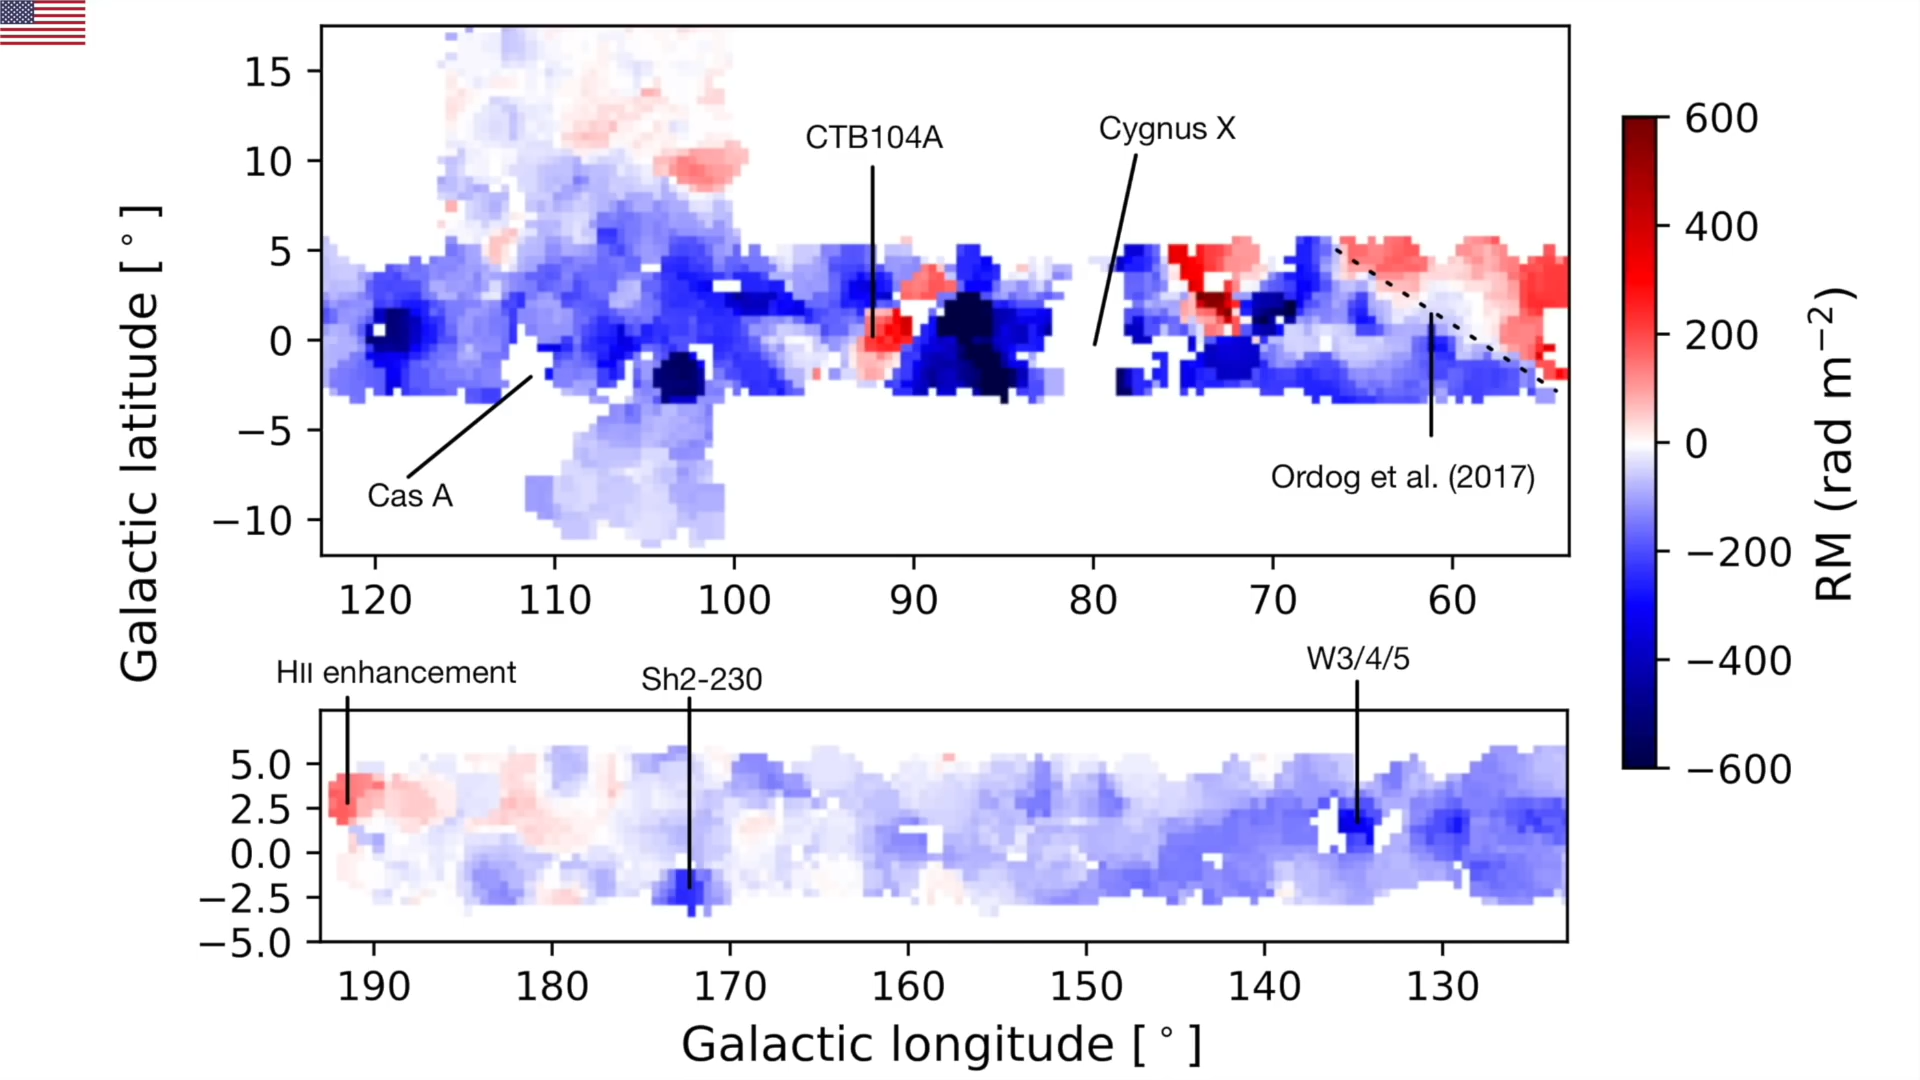 15
10
5
0
−5
−10
Galactic latitude [°]
CTB104A
Cygnus X
Cas A
Ordog et al. (2017)
120 110 100 90 80 70 60
600
400
200
0
−200
−400
−600
RM (rad m⁻²)
HII enhancement
Sh2-230
W3/4/5
5.0
2.5
0.0
−2.5
−5.0
190 180 170 160 150 140 130
Galactic longitude [°]